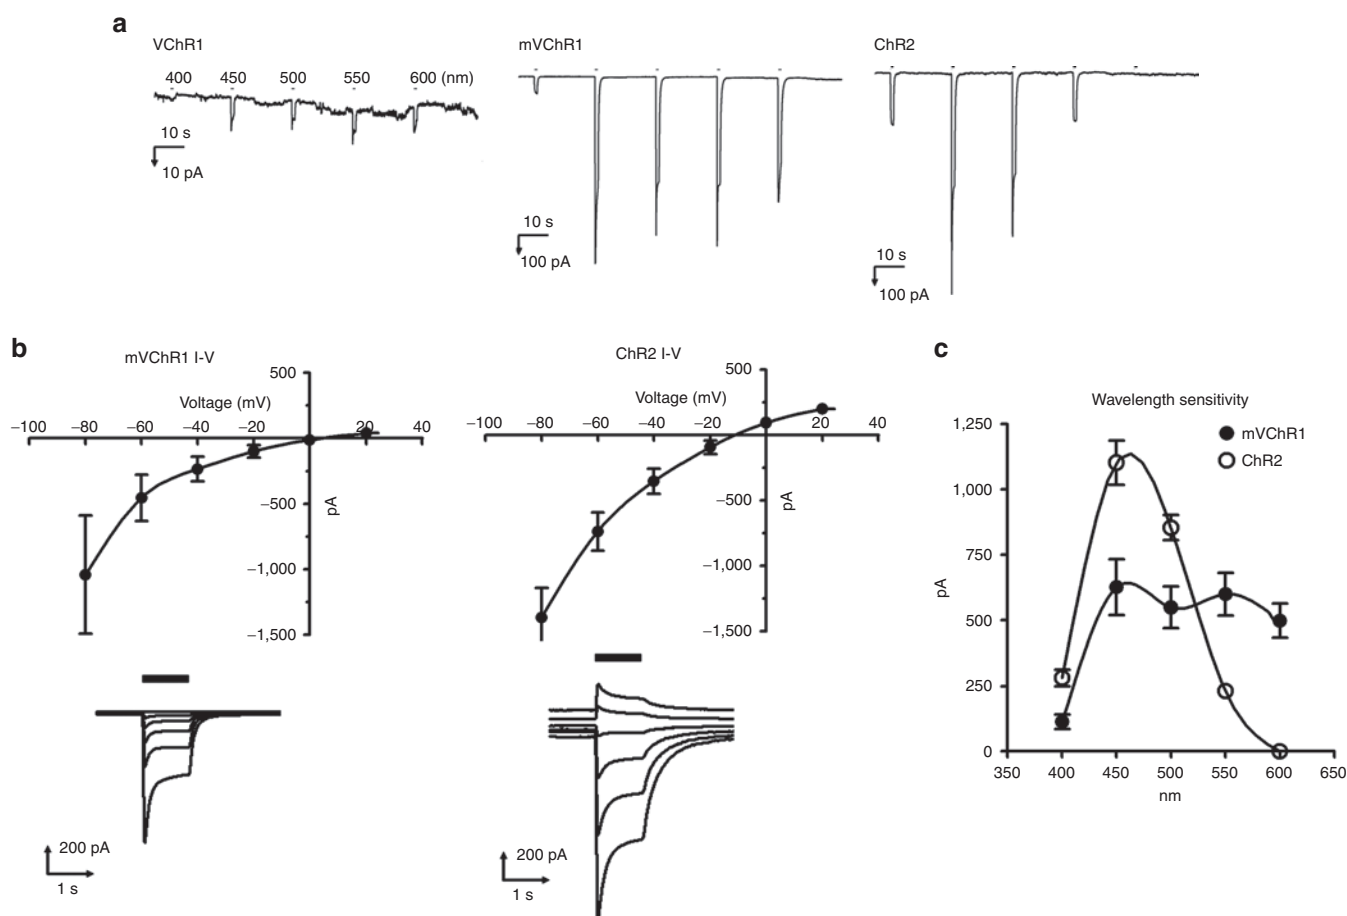 a
VChR1
400 450 500 550 600 (nm)
10 s
10 pA
mVChR1
10 s
100 pA
ChR2
10 s
100 pA
b
mVChR1 I-V
Voltage (mV)
500
−100 −80 −60 −40 −20 0 20 40
−500
−1,000
−1,500
pA
200 pA
1 s
ChR2 I-V
Voltage (mV)
500
−100 −80 −60 −40 −20 0 20 40
−500
−1,000
−1,500
pA
200 pA
1 s
c
Wavelength sensitivity
mVChR1
ChR2
1,250
1,000
750
500
250
0
pA
350 400 450 500 550 600 650
nm